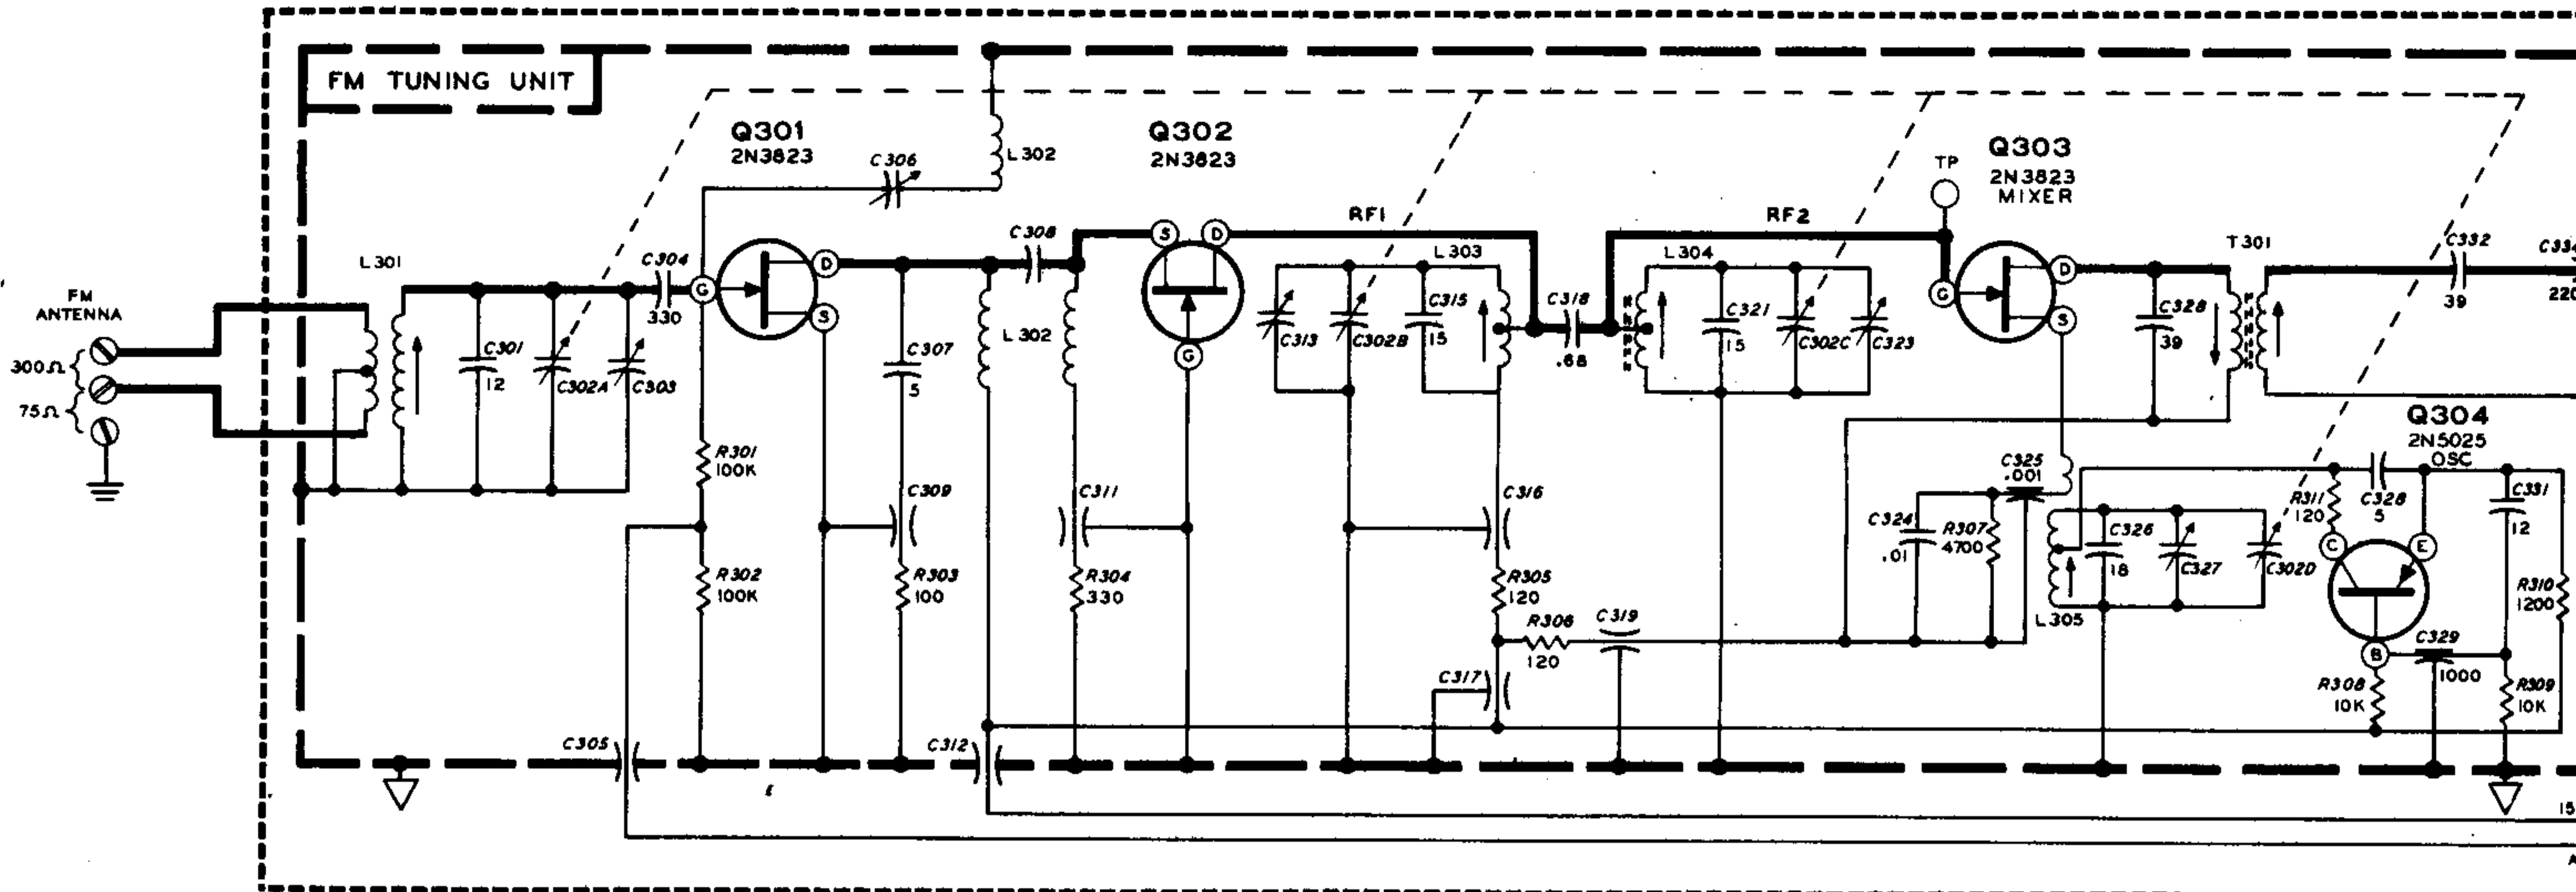 FM TUNING UNIT
Q301
2N3823
C306
L302
Q302
2N3823
RF1
RF2
TP
Q303
2N3823
MIXER
FM
ANTENNA
300Ω
75Ω
L301
C301
12
C302A
C303
C304
330
G
D
S
R301
100K
R302
100K
C305
C307
5
C309
R303
100
L302
C308
C311
R304
330
C312
S
D
G
C313
C302B
C315
15
L303
C316
R305
120
R306
120
C317
C318
.68
C319
L304
C321
15
C302C
C323
G
D
S
C328
39
T301
C332
39
C334
220
C325
.001
C324
.01
R307
4700
L305
C326
18
C327
C302D
Q304
2N5025
OSC
R311
120
C328
5
C331
12
C
E
B
R310
1200
C329
1000
R308
10K
R309
10K
15